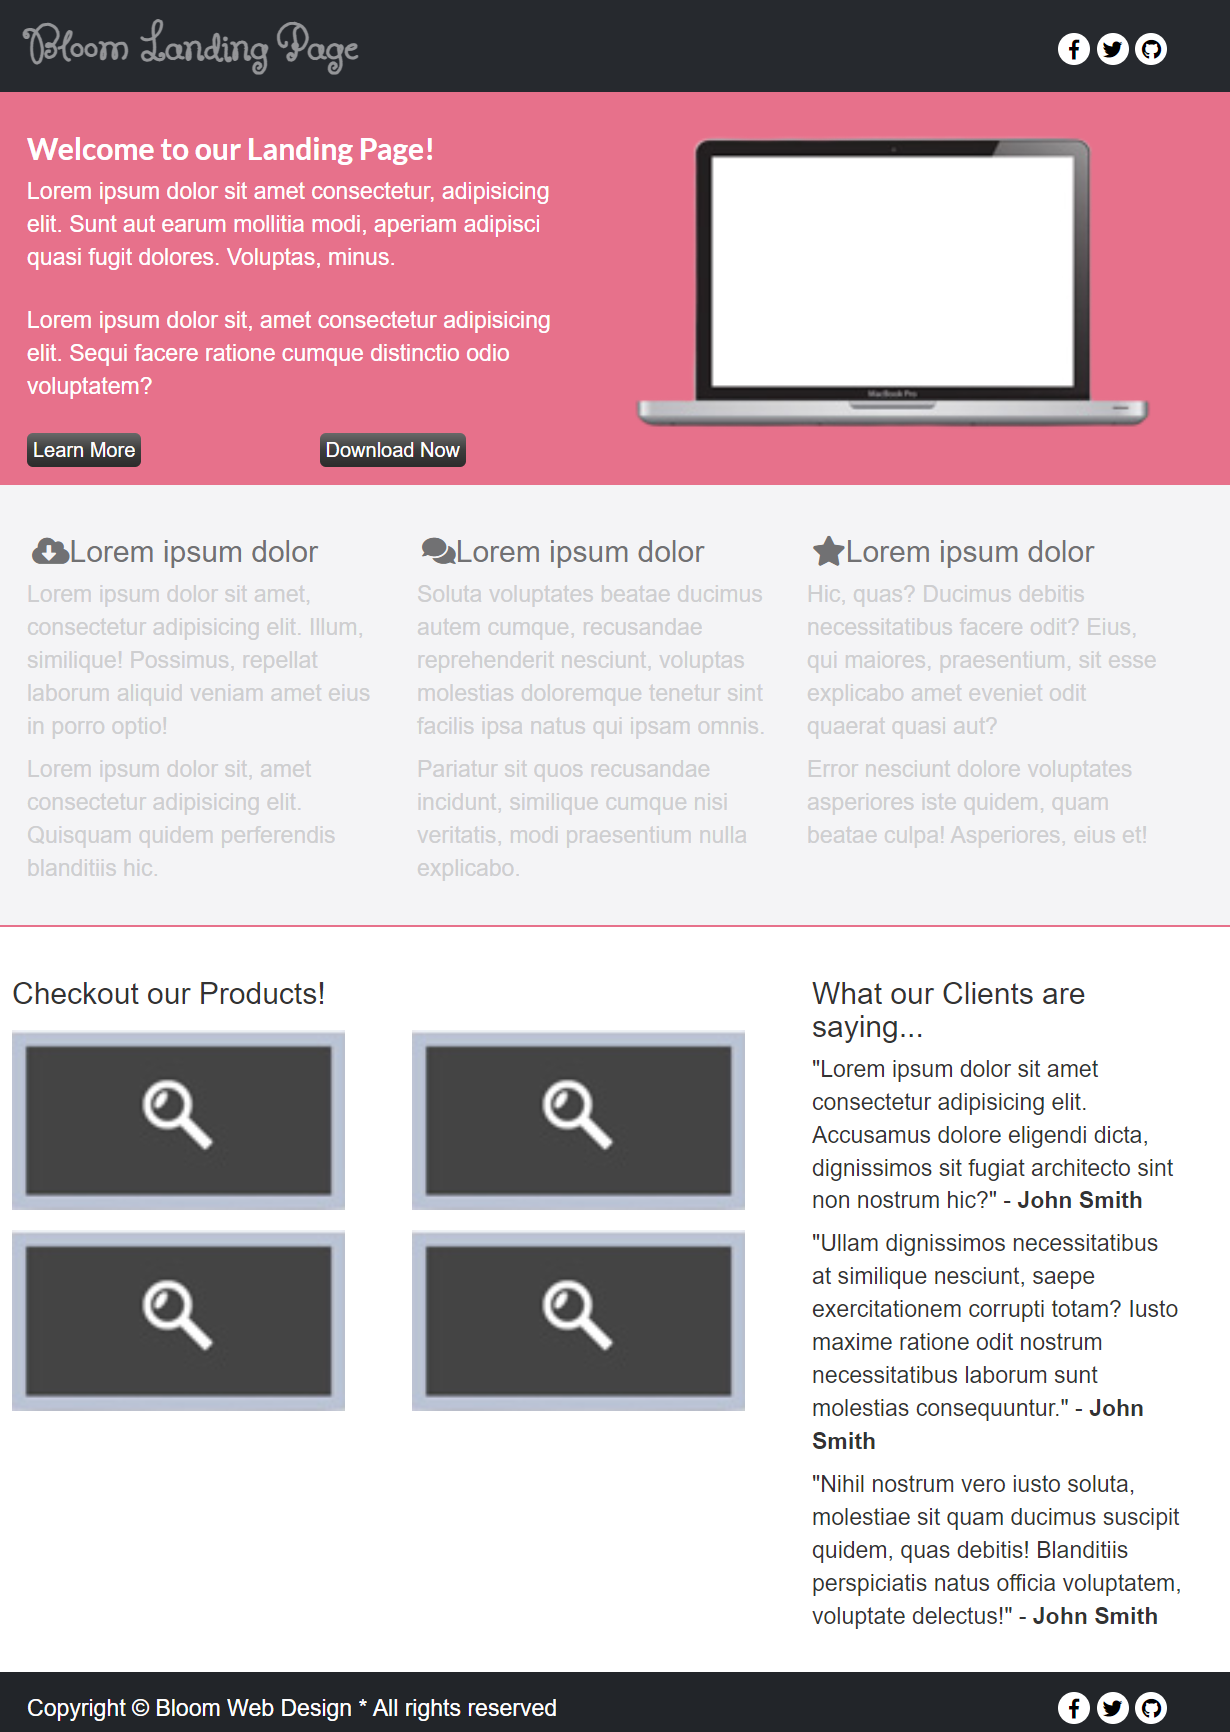 Bloom Landing Page
Welcome to our Landing Page!
Lorem ipsum dolor sit amet consectetur, adipisicing
elit. Sunt aut earum mollitia modi, aperiam adipisci
quasi fugit dolores. Voluptas, minus.
Lorem ipsum dolor sit, amet consectetur adipisicing
elit. Sequi facere ratione cumque distinctio odio
voluptatem?
Learn More
Download Now
MacBook Pro
Lorem ipsum dolor
Lorem ipsum dolor sit amet,
consectetur adipisicing elit. Illum,
similique! Possimus, repellat
laborum aliquid veniam amet eius
in porro optio!
Lorem ipsum dolor sit, amet
consectetur adipisicing elit.
Quisquam quidem perferendis
blanditiis hic.
Lorem ipsum dolor
Soluta voluptates beatae ducimus
autem cumque, recusandae
reprehenderit nesciunt, voluptas
molestias doloremque tenetur sint
facilis ipsa natus qui ipsam omnis.
Pariatur sit quos recusandae
incidunt, similique cumque nisi
veritatis, modi praesentium nulla
explicabo.
Lorem ipsum dolor
Hic, quas? Ducimus debitis
necessitatibus facere odit? Eius,
qui maiores, praesentium, sit esse
explicabo amet eveniet odit
quaerat quasi aut?
Error nesciunt dolore voluptates
asperiores iste quidem, quam
beatae culpa! Asperiores, eius et!
Checkout our Products!
What our Clients are
saying...
"Lorem ipsum dolor sit amet
consectetur adipisicing elit.
Accusamus dolore eligendi dicta,
dignissimos sit fugiat architecto sint
non nostrum hic?" - John Smith
"Ullam dignissimos necessitatibus
at similique nesciunt, saepe
exercitationem corrupti totam? Iusto
maxime ratione odit nostrum
necessitatibus laborum sunt
molestias consequuntur." - John
Smith
"Nihil nostrum vero iusto soluta,
molestiae sit quam ducimus suscipit
quidem, quas debitis! Blanditiis
perspiciatis natus officia voluptatem,
voluptate delectus!" - John Smith
Copyright © Bloom Web Design * All rights reserved